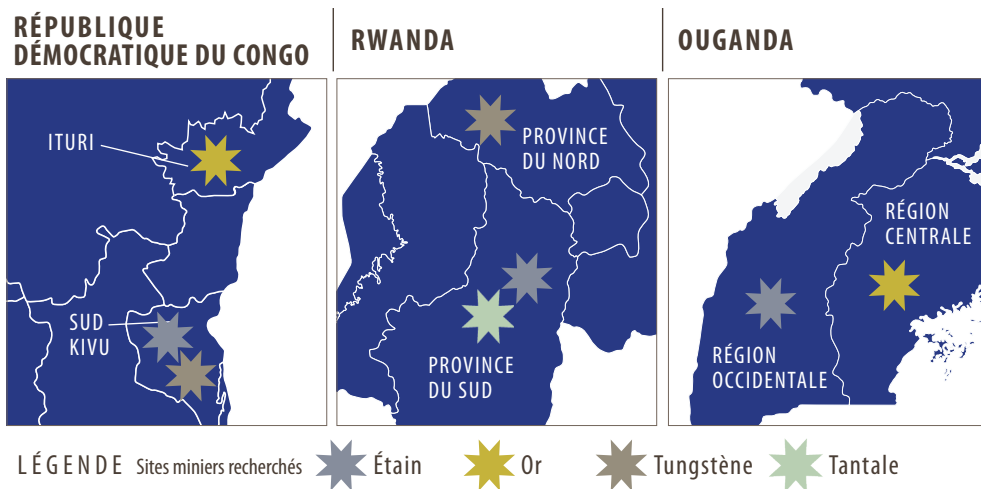 RÉPUBLIQUE
DÉMOCRATIQUE DU CONGO
RWANDA
OUGANDA
ITURI
SUD
KIVU
PROVINCE
DU NORD
PROVINCE
DU SUD
RÉGION
CENTRALE
RÉGION
OCCIDENTALE
LÉGENDE Sites miniers recherchés Étain Or Tungstène Tantale